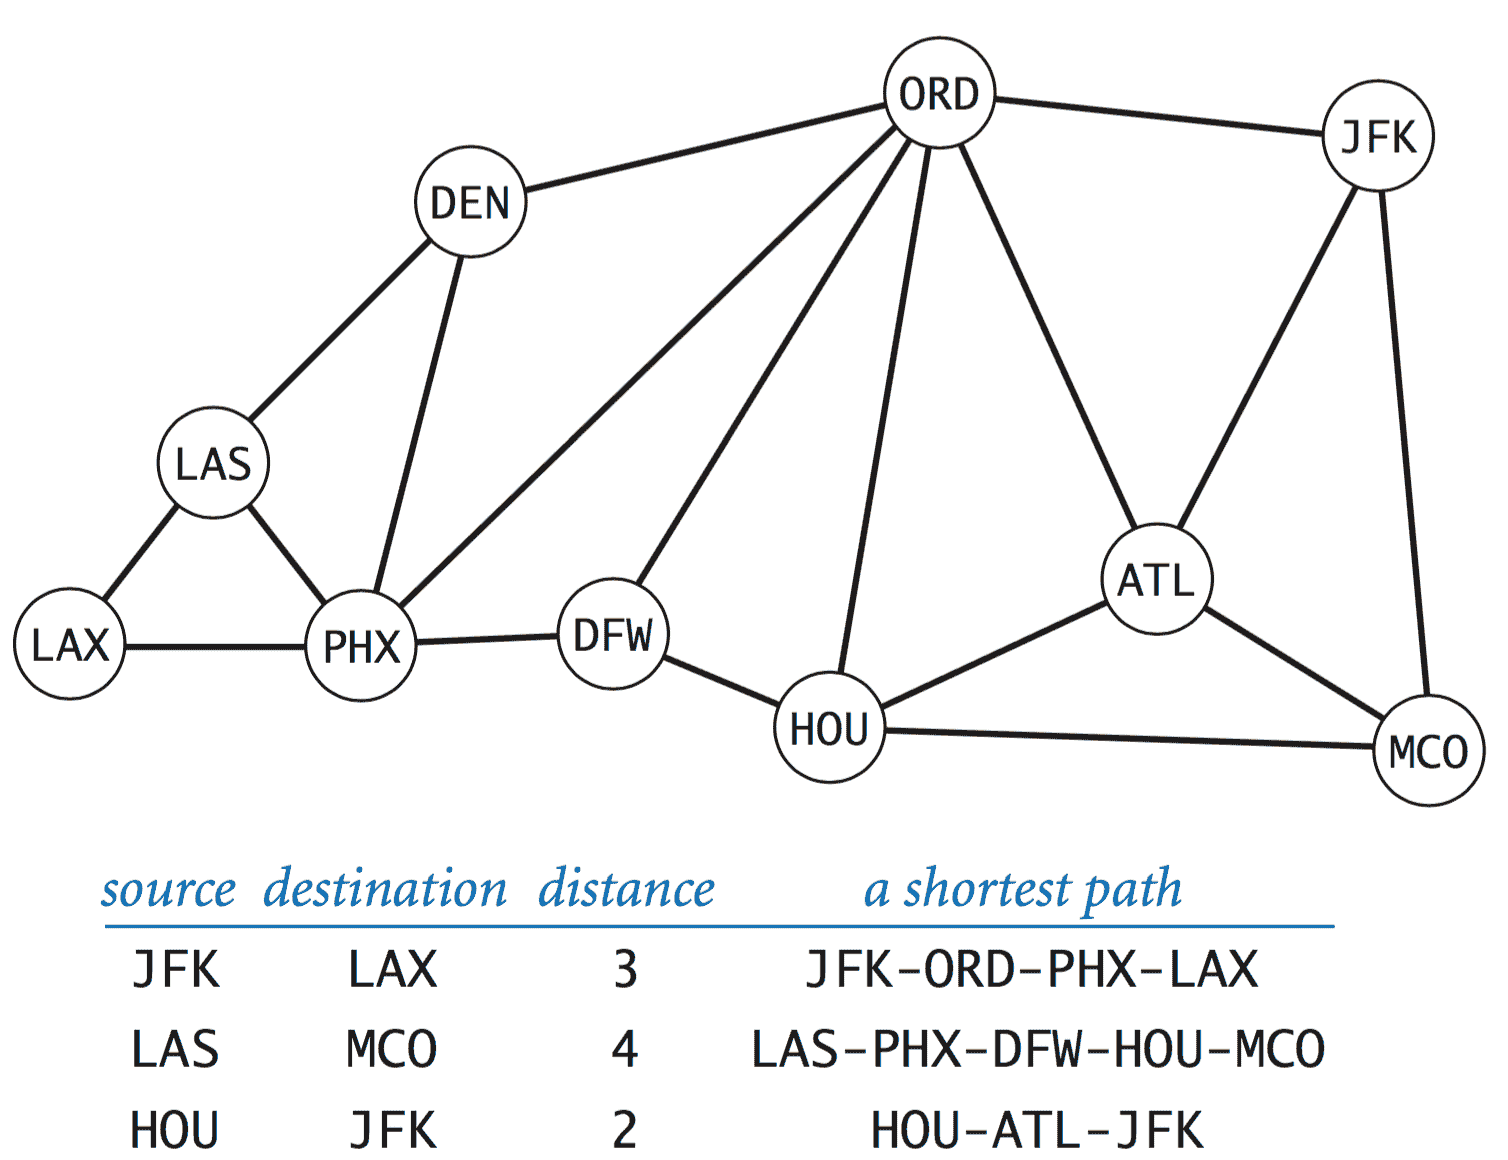 ORD
JFK
DEN
LAS
ATL
LAX
PHX
DFW
HOU
MCO
source destination distance a shortest path
JFK LAX 3 JFK–ORD–PHX–LAX
LAS MCO 4 LAS–PHX–DFW–HOU–MCO
HOU JFK 2 HOU–ATL–JFK